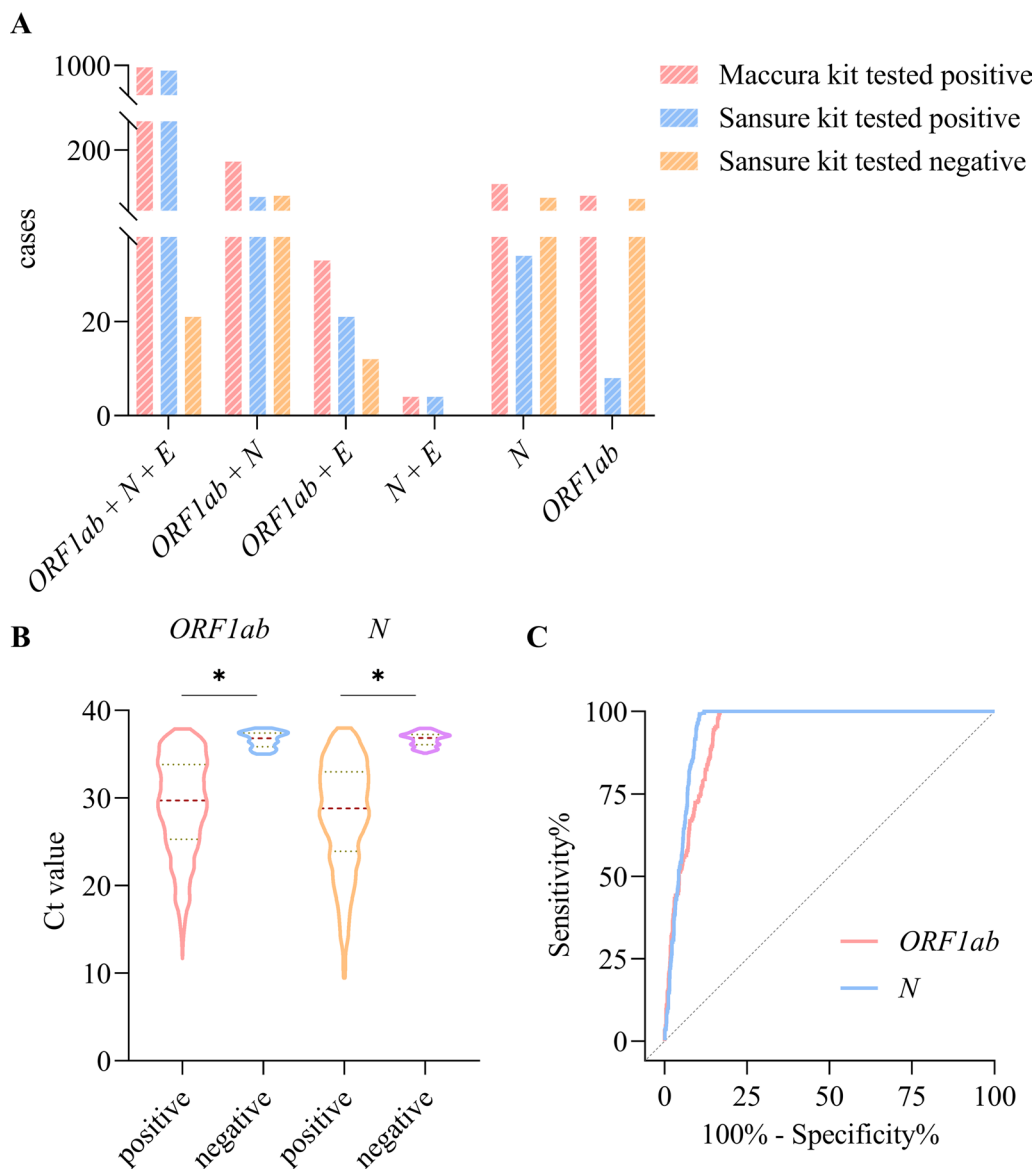 A
1000
200
20
0
cases
Maccura kit tested positive
Sansure kit tested positive
Sansure kit tested negative
ORF1ab + N + E
ORF1ab + N
ORF1ab + E
N + E
N
ORF1ab
B
ORF1ab
N
*
*
40
30
20
10
0
Ct value
positive
negative
positive
negative
C
100
75
50
25
0
Sensitivity%
ORF1ab
N
0
25
50
75
100
100% - Specificity%